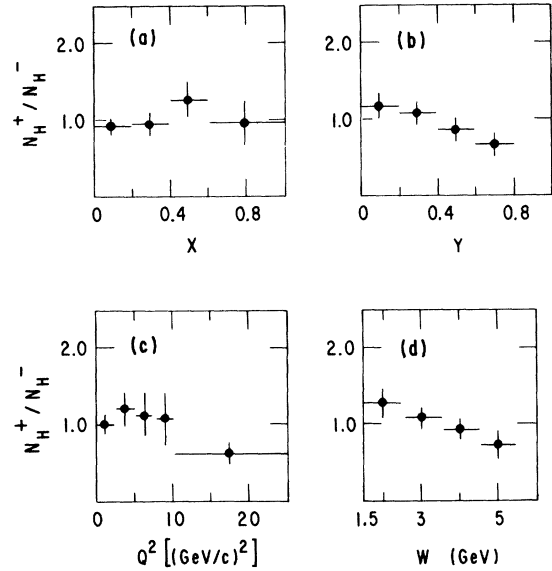 (a)
2.0
1.0
N_H^+ / N_H^-
0 0.4 0.8
X
(b)
2.0
1.0
0 0.4 0.8
Y
(c)
2.0
1.0
N_H^+ / N_H^-
0 10 20
Q^2 [(GeV/c)^2]
(d)
2.0
1.0
1.5 3 5
W (GeV)